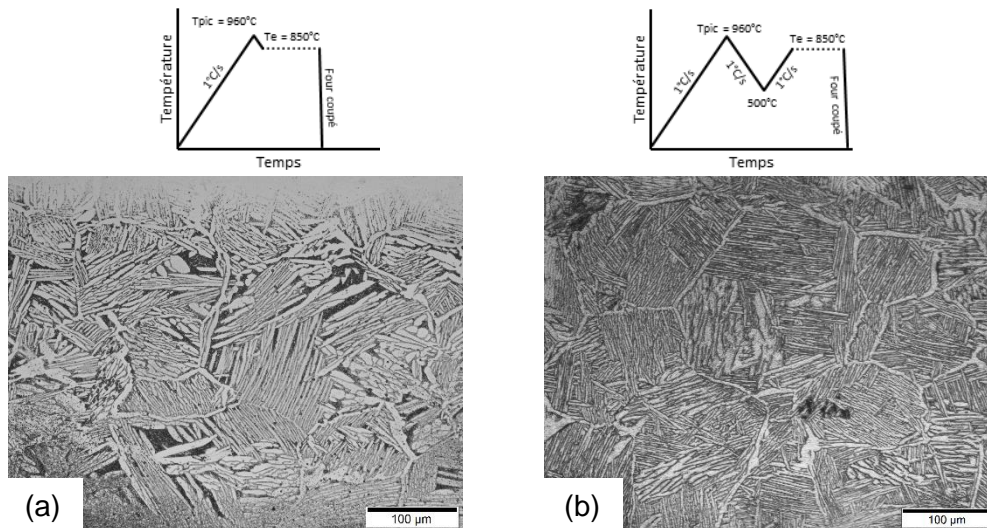 Tpic = 960°C
Te = 850°C
1°C/s
Four coupé
Température
Temps
Tpic = 960°C
Te = 850°C
1°C/s
1°C/s
1°C/s
500°C
Four coupé
Température
Temps
(a)
100 µm
(b)
100 µm